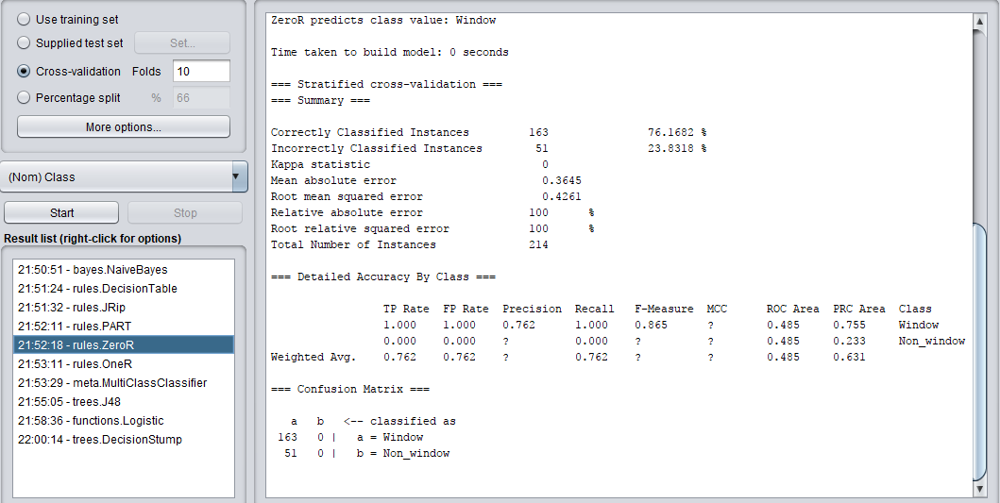 Use training set
Supplied test set Set...
Cross-validation Folds 10
Percentage split % 66
More options...
(Nom) Class
Start Stop
Result list (right-click for options)
21:50:51 - bayes.NaiveBayes
21:51:24 - rules.DecisionTable
21:51:32 - rules.JRip
21:52:11 - rules.PART
21:52:18 - rules.ZeroR
21:53:11 - rules.OneR
21:53:29 - meta.MultiClassClassifier
21:55:05 - trees.J48
21:58:36 - functions.Logistic
22:00:14 - trees.DecisionStump
ZeroR predicts class value: Window
Time taken to build model: 0 seconds
=== Stratified cross-validation ===
=== Summary ===
Correctly Classified Instances 163 76.1682 %
Incorrectly Classified Instances 51 23.8318 %
Kappa statistic 0
Mean absolute error 0.3645
Root mean squared error 0.4261
Relative absolute error 100 %
Root relative squared error 100 %
Total Number of Instances 214
=== Detailed Accuracy By Class ===
TP Rate FP Rate Precision Recall F-Measure MCC ROC Area PRC Area Class
1.000 1.000 0.762 1.000 0.865 ? 0.485 0.755 Window
0.000 0.000 ? 0.000 ? ? 0.485 0.233 Non_window
Weighted Avg. 0.762 0.762 ? 0.762 ? ? 0.485 0.631
=== Confusion Matrix ===
a b <-- classified as
163 0 | a = Window
51 0 | b = Non_window